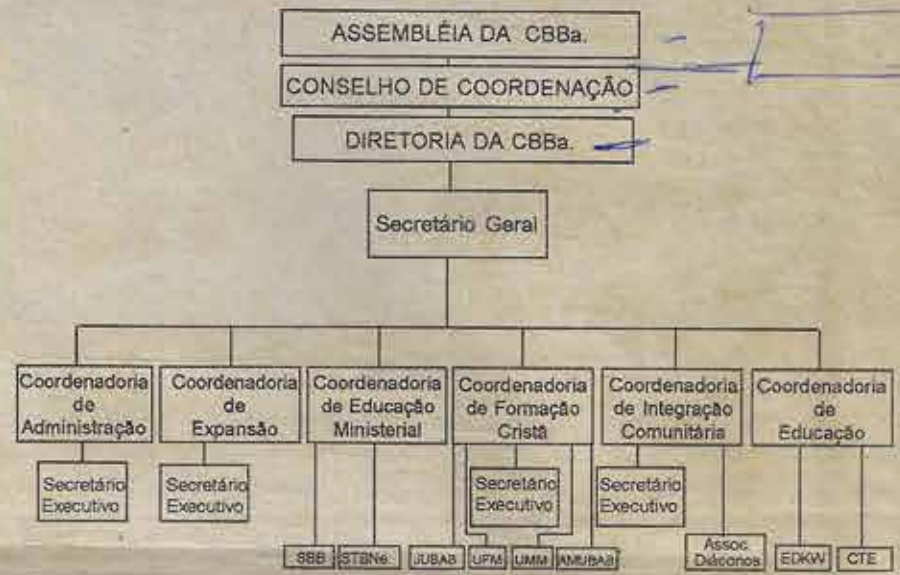 ASSEMBLÉIA DA CBBa.
CONSELHO DE COORDENAÇÃO
DIRETORIA DA CBBa.
Secretário Geral
Coordenadoria
de
Administração
Coordenadoria
de
Expansão
Coordenadoria
de Educação
Ministerial
Coordenadoria
de Formação
Cristã
Coordenadoria
de Integração
Comunitária
Coordenadoria
de
Educação
Secretário
Executivo
Secretário
Executivo
Secretário
Executivo
Secretário
Executivo
SBB
STBNe.
JUBAB
UFM
UMM
AMUBAB
Assoc
Diáconos
EDKW
CTE